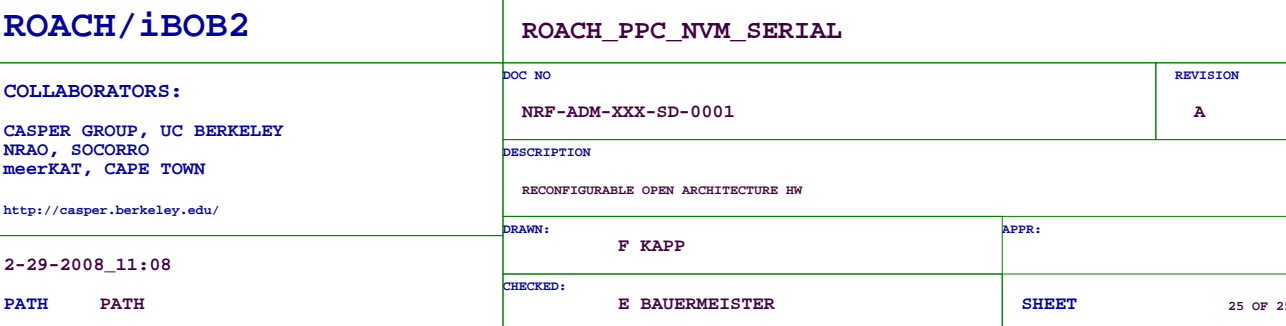 ROACH/iBOB2
COLLABORATORS:
CASPER GROUP, UC BERKELEY
NRAO, SOCORRO
meerKAT, CAPE TOWN
http://casper.berkeley.edu/
2-29-2008_11:08
PATH PATH
ROACH_PPC_NVM_SERIAL
DOC NO
NRF-ADM-XXX-SD-0001
REVISION
A
DESCRIPTION
RECONFIGURABLE OPEN ARCHITECTURE HW
DRAWN:
F KAPP
APPR:
CHECKED:
E BAUERMEISTER
SHEET 25 OF